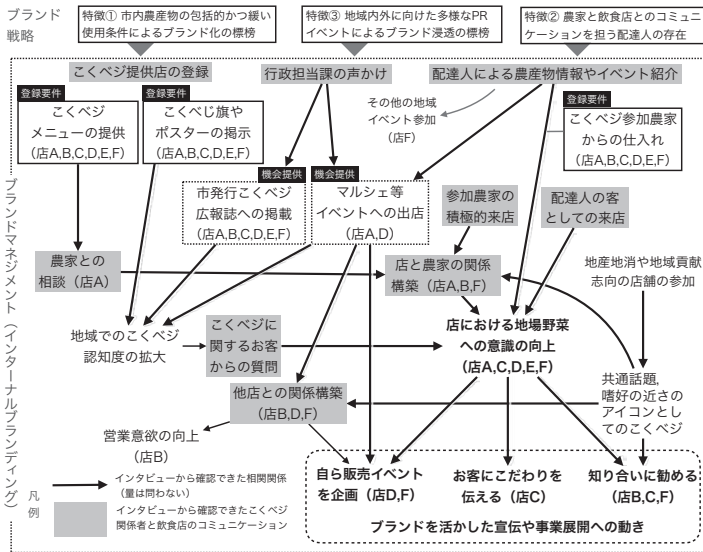 ブランド
戦略
特徴① 市内農産物の包括的かつ緩い
使用条件によるブランド化の標榜
特徴③ 地域内外に向けた多様なPR
イベントによるブランド浸透の標榜
特徴② 農家と飲食店とのコミュニ
ケーションを担う配達人の存在
こくベジ提供店の登録
行政担当課の声かけ
配達人による農産物情報やイベント紹介
登録要件
こくベジ
メニューの提供
(店A,B,C,D,E,F)
登録要件
こくべじ旗や
ポスターの掲示
(店A,B,C,D,E,F)
その他の地域
イベント参加
(店F)
登録要件
こくベジ参加農家
からの仕入れ
(店A,B,C,D,E,F)
機会提供
市発行こくベジ
広報誌への掲載
(店A,B,C,D,E,F)
機会提供
マルシェ等
イベントへの出店
(店A,D)
参加農家の
積極的来店
配達人の客
としての来店
農家との
相談（店A）
店と農家の関係
構築（店A,B,F）
地産地消や地域貢献
志向の店舗の参加
地域でのこくベジ
認知度の拡大
こくベジに
関するお客
からの質問
店における地場野菜
への意識の向上
(店A,C,D,E,F)
他店との関係構築
(店B,D,F)
共通話題,
嗜好の近さの
アイコンとし
てのこくベジ
営業意欲の向上
(店B)
自ら販売イベント
を企画（店D,F）
お客にこだわりを
伝える（店C）
知り合いに勧める
(店B,C,F)
ブランドを活かした宣伝や事業展開への動き
ブランドマネジメント（インターナルブランディング）
凡
例
インタビューから確認できた相関関係
(量は問わない)
インタビューから確認できたこくベジ
関係者と飲食店のコミュニケーション